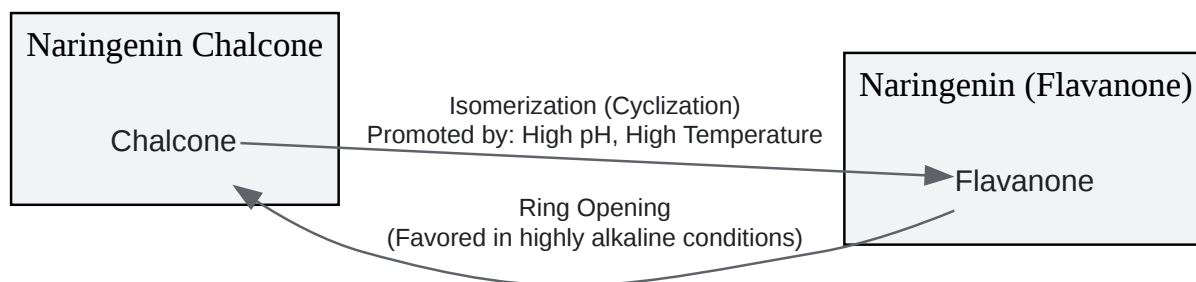 Naringenin Chalcone
Chalcone
Isomerization (Cyclization)
Promoted by: High pH, High Temperature
Naringenin (Flavanone)
Flavanone
Ring Opening
(Favored in highly alkaline conditions)